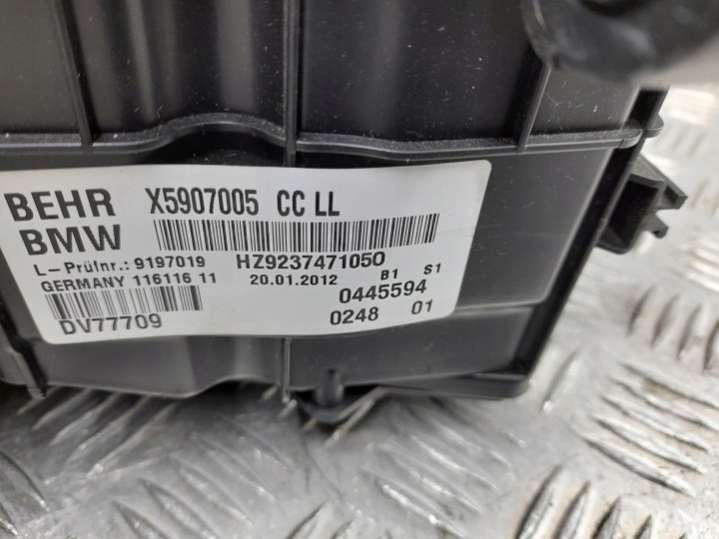 BEHR X5907005 CC LL
BMW
L-Prüfnr.: 9197019 HZ9237471050
GERMANY 116116 11 20.01.2012 B1 S1
0445594
DV77709 0248 01